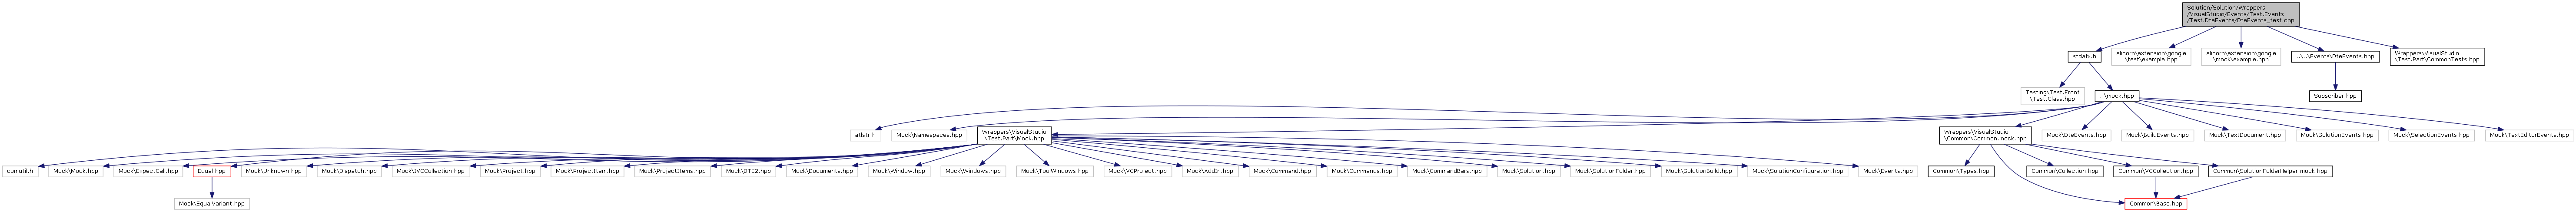 Solution/Solution/Wrappers
/VisualStudio/Events/Test.Events
/Test.DteEvents/DteEvents_test.cpp
stdafx.h
alicorn\extension\google
\test\example.hpp
alicorn\extension\google
\mock\example.hpp
..\..\Events\DteEvents.hpp
Wrappers\VisualStudio
\Test.Part\CommonTests.hpp
Testing\Test.Front
\Test.Class.hpp
..\mock.hpp
Subscriber.hpp
atlstr.h
Mock\Namespaces.hpp
Wrappers\VisualStudio
\Test.Part\Mock.hpp
Wrappers\VisualStudio
\Common\Common.mock.hpp
Mock\DteEvents.hpp
Mock\BuildEvents.hpp
Mock\TextDocument.hpp
Mock\SolutionEvents.hpp
Mock\SelectionEvents.hpp
Mock\TextEditorEvents.hpp
comutil.h
Mock\Mock.hpp
Mock\ExpectCall.hpp
Equal.hpp
Mock\Unknown.hpp
Mock\Dispatch.hpp
Mock\IVCCollection.hpp
Mock\Project.hpp
Mock\ProjectItem.hpp
Mock\ProjectItems.hpp
Mock\DTE2.hpp
Mock\Documents.hpp
Mock\Window.hpp
Mock\Windows.hpp
Mock\ToolWindows.hpp
Mock\VCProject.hpp
Mock\AddIn.hpp
Mock\Command.hpp
Mock\Commands.hpp
Mock\CommandBars.hpp
Mock\Solution.hpp
Mock\SolutionFolder.hpp
Mock\SolutionBuild.hpp
Mock\SolutionConfiguration.hpp
Mock\Events.hpp
Common\Types.hpp
Common\Collection.hpp
Common\VCCollection.hpp
Common\SolutionFolderHelper.mock.hpp
Mock\EqualVariant.hpp
Common\Base.hpp